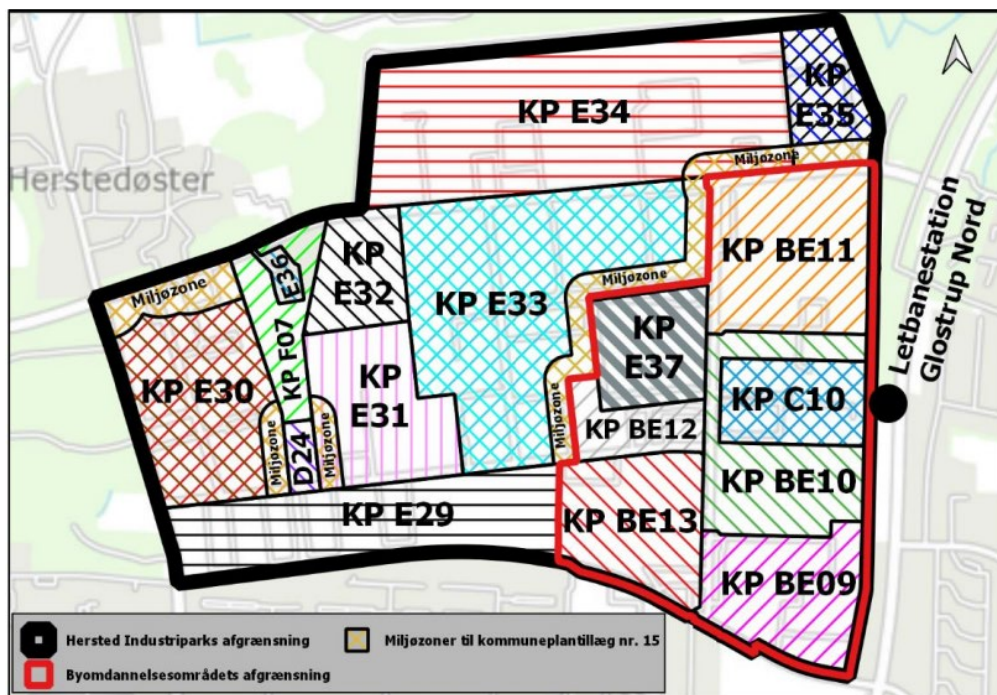 KP E34
KP
E35
Miljøzone
Herstedøster
KP
E32
E36
KP BE11
Miljøzone
Miljøzone
KP E33
KP F07
KP
E37
Letbanestation
Glostrup Nord
KP E30
KP
E31
KP C10
Miljøzone
KP BE12
Miljøzone
D24
Miljøzone
KP BE10
KP E29
KP BE13
KP BE09
Hersted Industriparks afgrænsning
Miljøzoner til kommuneplantillæg nr. 15
Byomdannelsesområdets afgrænsning